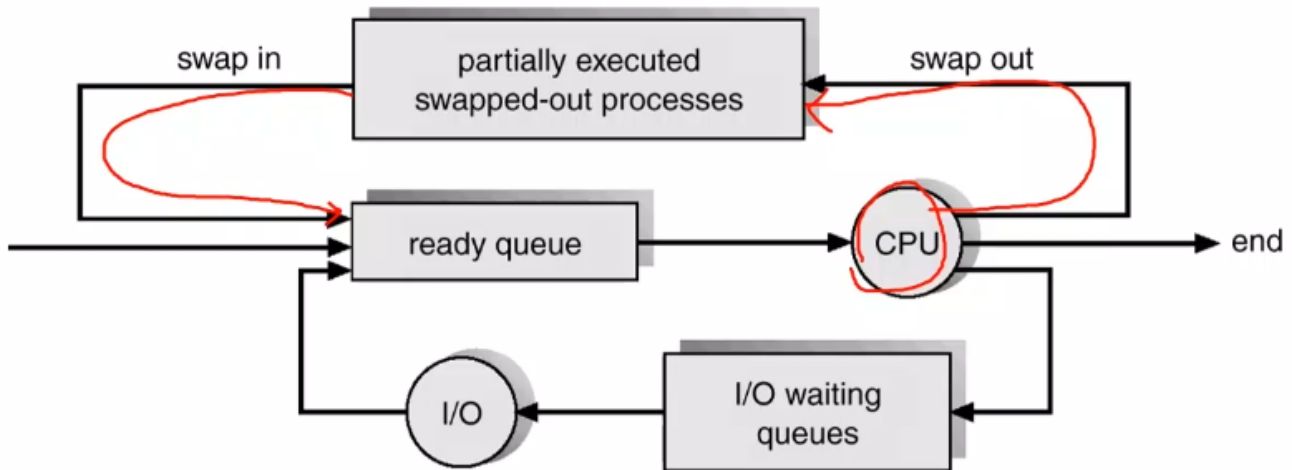 swap in
partially executed
swapped-out processes
swap out
ready queue
CPU
end
I/O
I/O waiting
queues